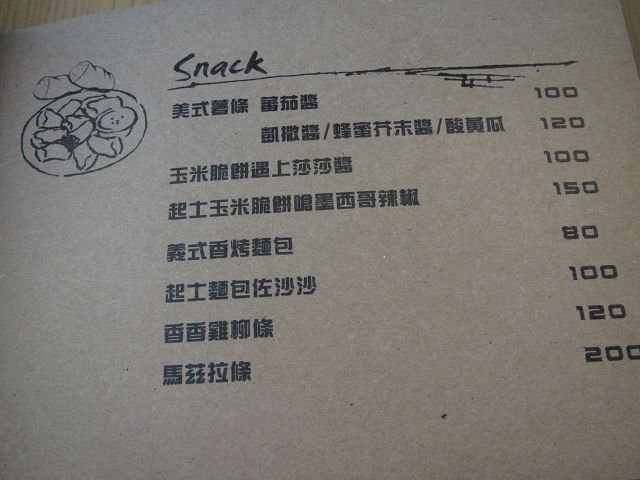 Snack
美式薯條 蕃茄醬 100
凱撒醬/蜂蜜芥末醬/酸黃瓜 120
玉米脆餅遇上莎莎醬 100
起士玉米脆餅嗆墨西哥辣椒 150
義式香烤麵包 80
起士麵包佐沙沙 100
香香雞柳條 120
馬茲拉條 200